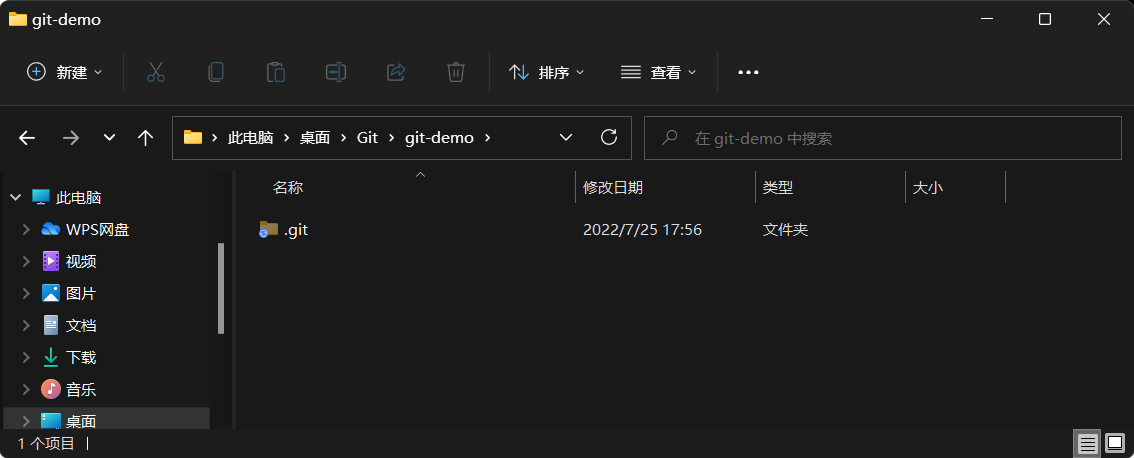 git-demo
新建 排序 查看
此电脑 桌面 Git git-demo 在 git-demo 中搜索
名称 修改日期 类型 大小
.git 2022/7/25 17:56 文件夹
此电脑
WPS网盘
视频
图片
文档
下载
音乐
桌面
1 个项目